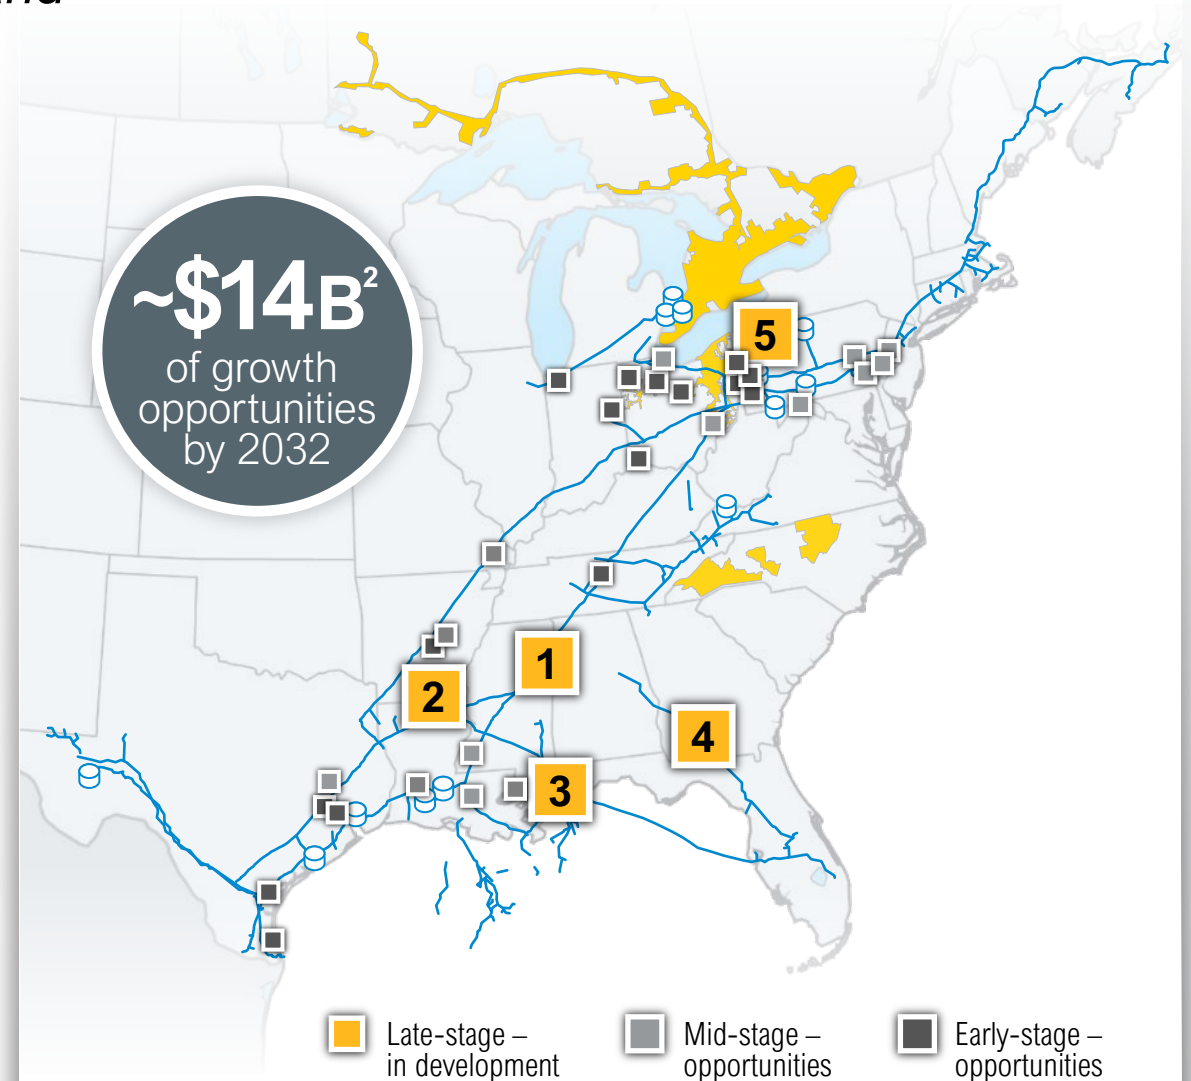 ~$14B²
of growth
opportunities
by 2032
5
1
2
4
3
Late-stage –
in development
Mid-stage –
opportunities
Early-stage –
opportunities